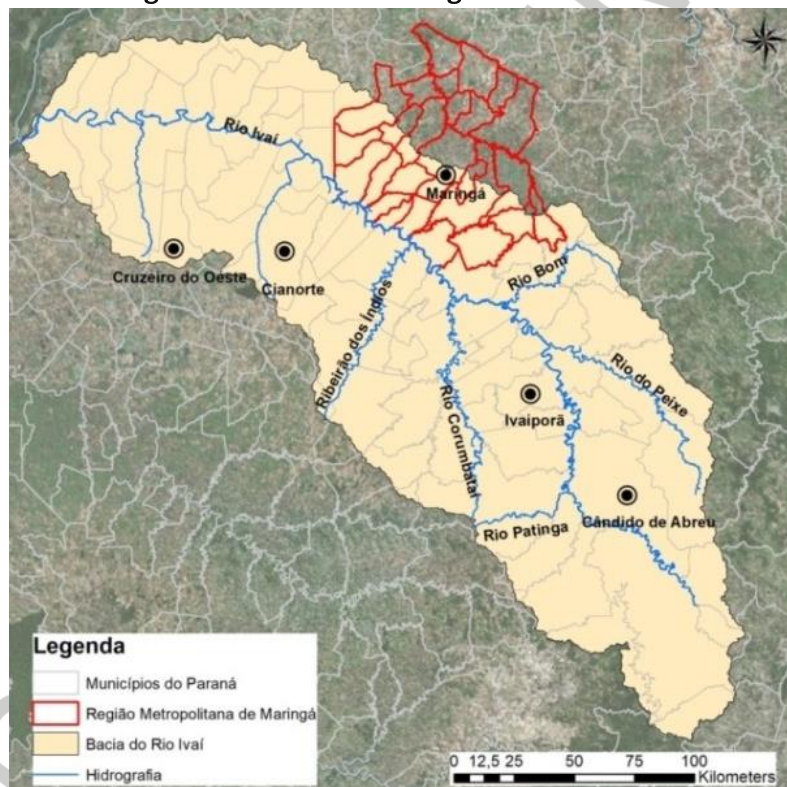 Rio Ivaí
Maringá
Cruzeiro do Oeste
Cianorte
Rio Bom
Ribeirão dos Índios
Rio do Peixe
Rio Corumbataí
Ivaiporã
Cândido de Abreu
Rio Patinga
Legenda
Municípios do Paraná
Região Metropolitana de Maringá
Bacia do Rio Ivaí
Hidrografia
0 12,5 25 50 75 100
Kilometers